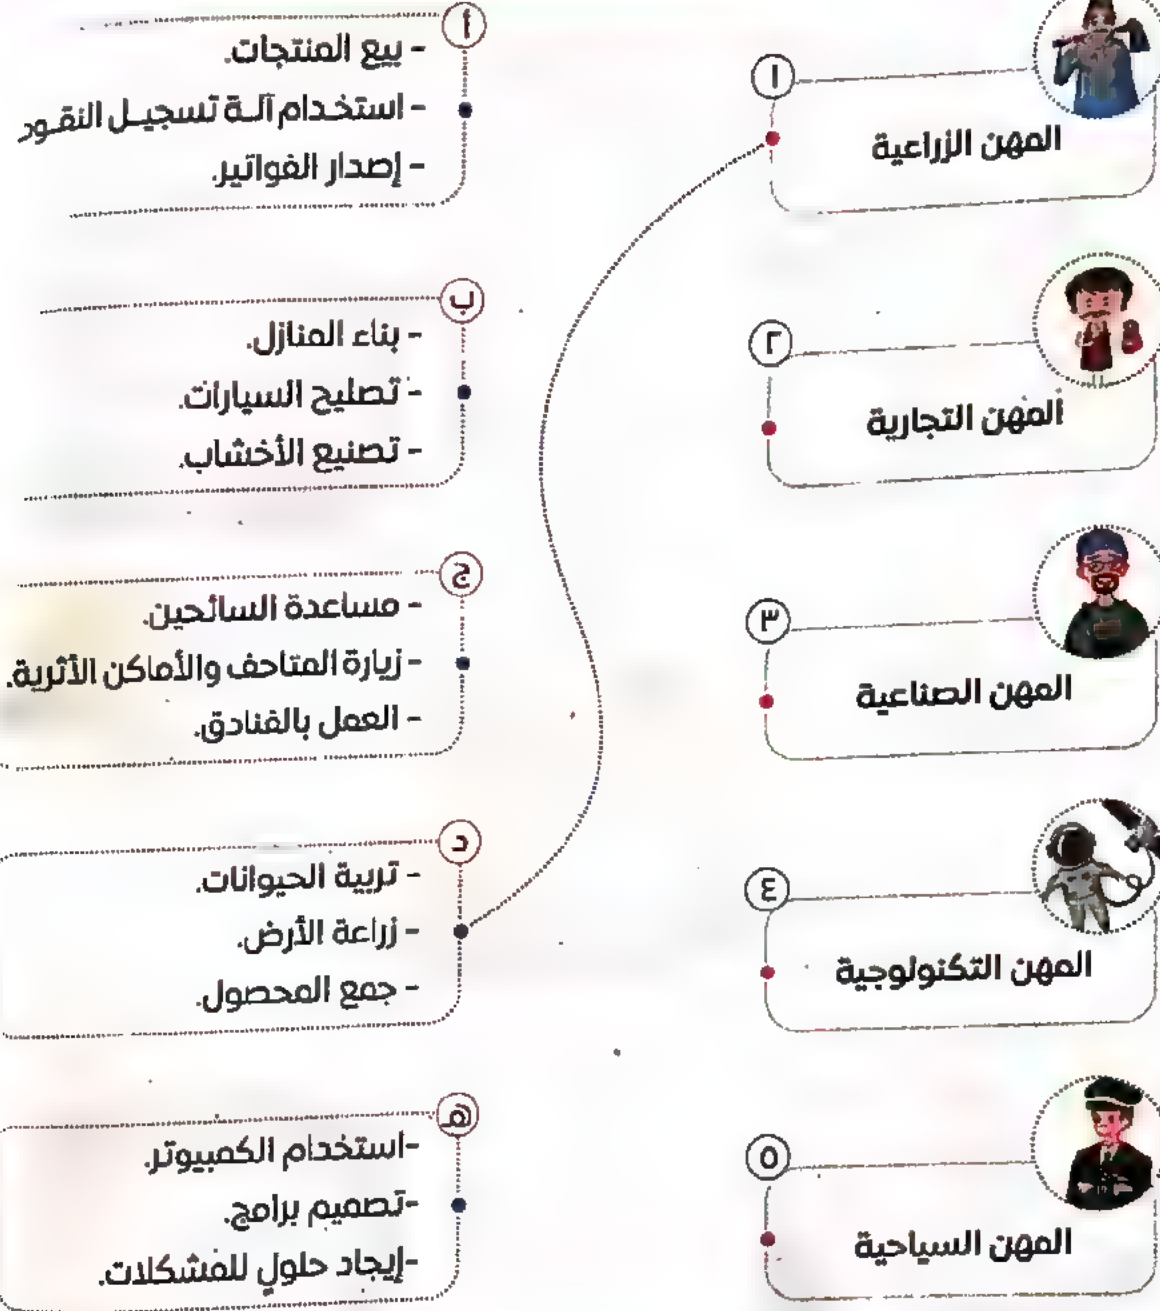 ١
المهن الزراعية
٢
المهن التجارية
٣
المهن الصناعية
٤
المهن التكنولوجية
٥
المهن السياحية
أ
- بيع المنتجات.
- استخدام آلة تسجيل النقود
- إصدار الفواتير.
ب
- بناء المنازل.
- تصليح السيارات.
- تصنيع الأخشاب.
ج
- مساعدة السائحين.
- زيارة المتاحف والأماكن الأثرية.
- العمل بالفنادق.
د
- تربية الحيوانات.
- زراعة الأرض.
- جمع المحصول.
هـ
-استخدام الكمبيوتر.
-تصميم برامج.
-إيجاد حلول للمشكلات.